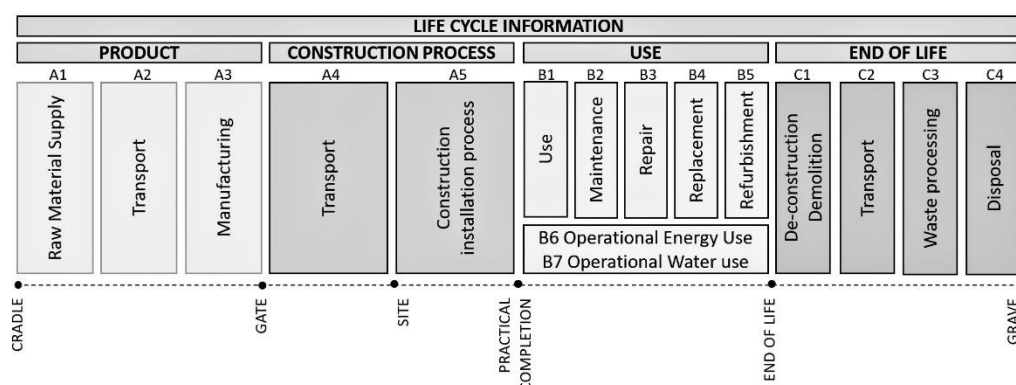 LIFE CYCLE INFORMATION
PRODUCT
CONSTRUCTION PROCESS
USE
END OF LIFE
A1
A2
A3
A4
A5
B1
B2
B3
B4
B5
C1
C2
C3
C4
Raw Material Supply
Transport
Manufacturing
Transport
Construction
installation process
Use
Maintenance
Repair
Replacement
Refurbishment
B6 Operational Energy Use
B7 Operational Water use
De-construction
Demolition
Transport
Waste processing
Disposal
CRADLE
GATE
SITE
PRACTICAL
COMPLETION
END OF LIFE
GRAVE